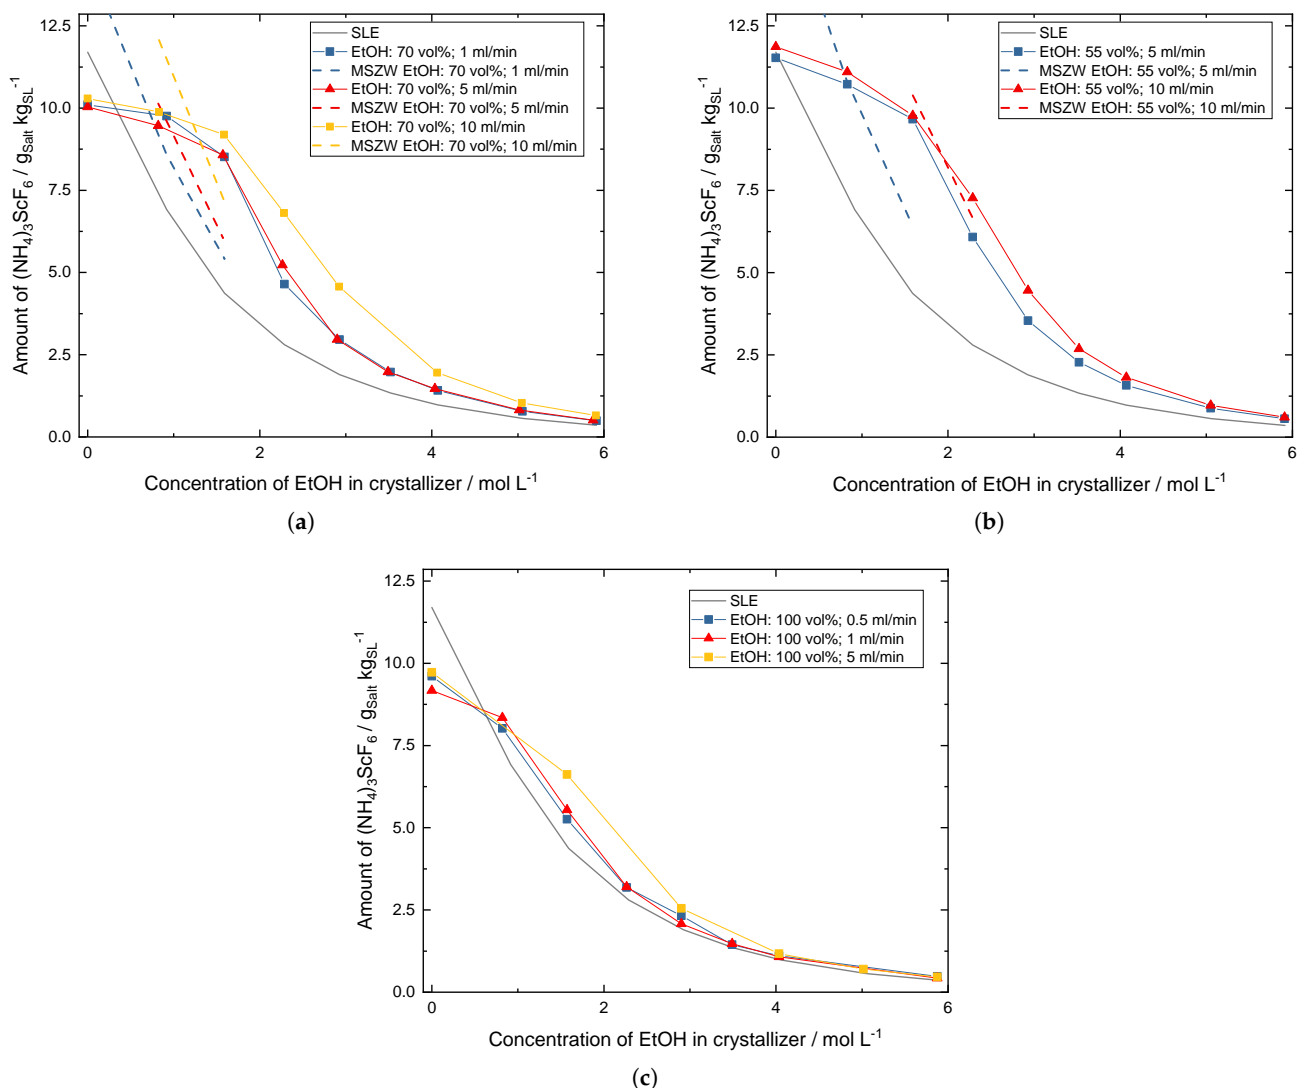 12.5
10.0
7.5
5.0
2.5
0.0
0
2
4
6
Amount of (NH₄)₃ScF₆ / g_Salt kg_SL⁻¹
Concentration of EtOH in crystallizer / mol L⁻¹
SLE
EtOH: 70 vol%; 1 ml/min
MSZW EtOH: 70 vol%; 1 ml/min
EtOH: 70 vol%; 5 ml/min
MSZW EtOH: 70 vol%; 5 ml/min
EtOH: 70 vol%; 10 ml/min
MSZW EtOH: 70 vol%; 10 ml/min
(a)
12.5
10.0
7.5
5.0
2.5
0.0
0
2
4
6
Amount of (NH₄)₃ScF₆ / g_Salt kg_SL⁻¹
Concentration of EtOH in crystallizer / mol L⁻¹
SLE
EtOH: 55 vol%; 5 ml/min
MSZW EtOH: 55 vol%; 5 ml/min
EtOH: 55 vol%; 10 ml/min
MSZW EtOH: 55 vol%; 10 ml/min
(b)
12.5
10.0
7.5
5.0
2.5
0.0
0
2
4
6
Amount of (NH₄)₃ScF₆ / g_Salt kg_SL⁻¹
Concentration of EtOH in crystallizer / mol L⁻¹
SLE
EtOH: 100 vol%; 0.5 ml/min
EtOH: 100 vol%; 1 ml/min
EtOH: 100 vol%; 5 ml/min
(c)